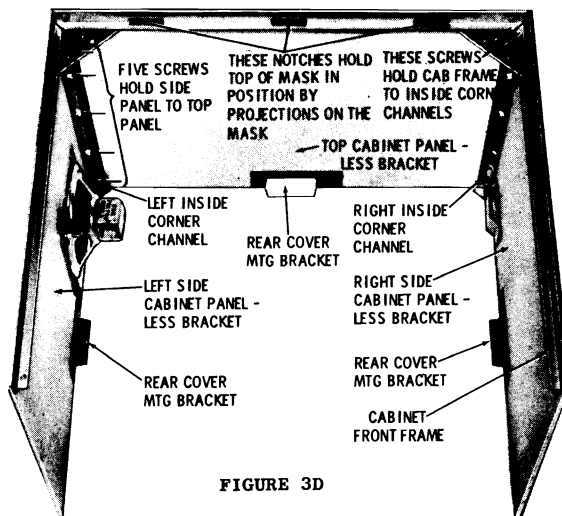 FIVE SCREWS
HOLD SIDE
PANEL TO TOP
PANEL
THESE NOTCHES HOLD
TOP OF MASK IN
POSITION BY
PROJECTIONS ON THE
MASK
THESE SCREWS
HOLD CAB FRAME
TO INSIDE CORN
CHANNELS
TOP CABINET PANEL -
LESS BRACKET
LEFT INSIDE
CORNER
CHANNEL
REAR COVER
MTG BRACKET
RIGHT INSIDE
CORNER
CHANNEL
LEFT SIDE
CABINET PANEL -
LESS BRACKET
RIGHT SIDE
CABINET PANEL -
LESS BRACKET
REAR COVER
MTG BRACKET
REAR COVER
MTG BRACKET
CABINET
FRONT FRAME
FIGURE 3D